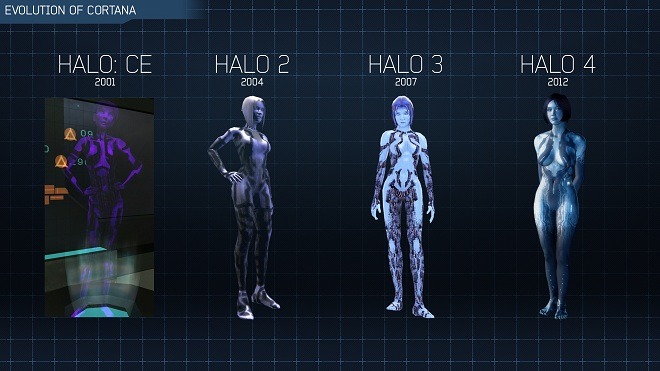 EVOLUTION OF CORTANA
HALO: CE
2001
HALO 2
2004
HALO 3
2007
HALO 4
2012